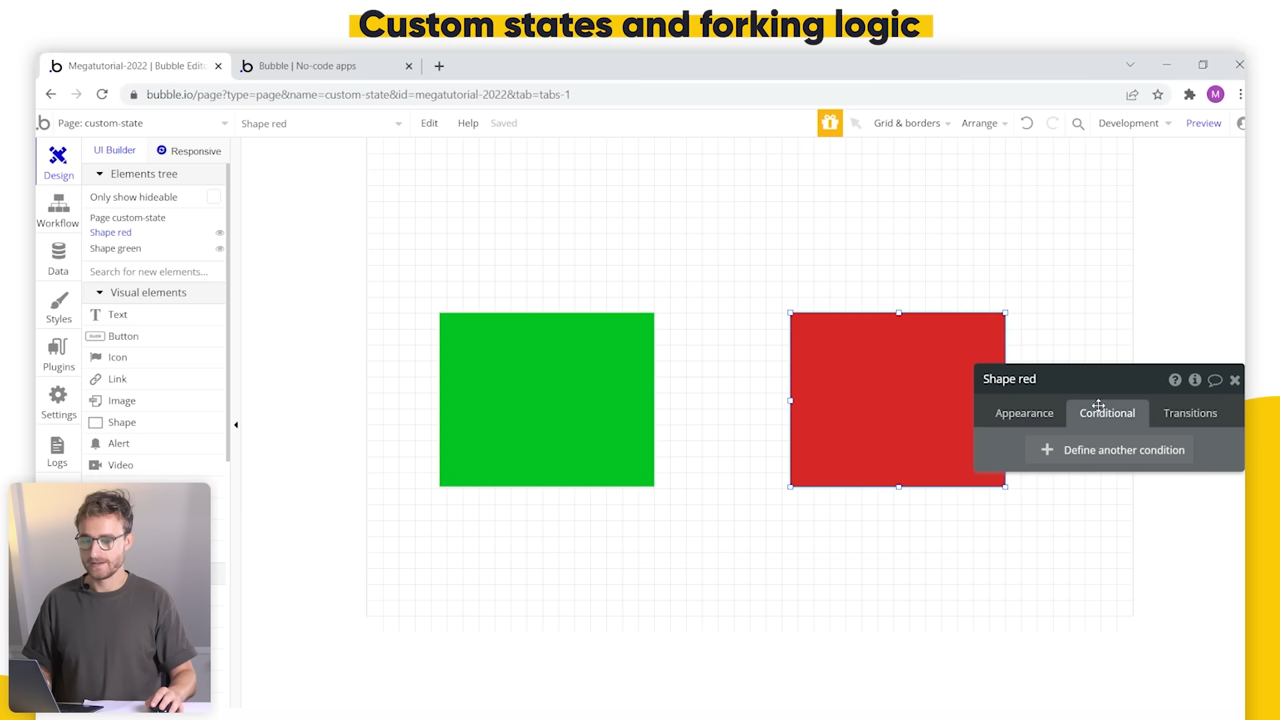 Custom states and forking logic
Megatutorial-2022 | Bubble Edit
Bubble | No-code apps
bubble.io/page?type=page&name=custom-state&id=megatutorial-2022&tab=tabs-1
M
Page: custom-state
Shape red
Edit
Help
Saved
Grid & borders
Arrange
Development
Preview
UI Builder
Responsive
Design
Workflow
Data
Styles
Plugins
Settings
Logs
Elements tree
Only show hideable
Page custom-state
Shape red
Shape green
Search for new elements...
Visual elements
Text
Button
Icon
Link
Image
Shape
Alert
Video
Shape red
Appearance
Conditional
Transitions
Define another condition